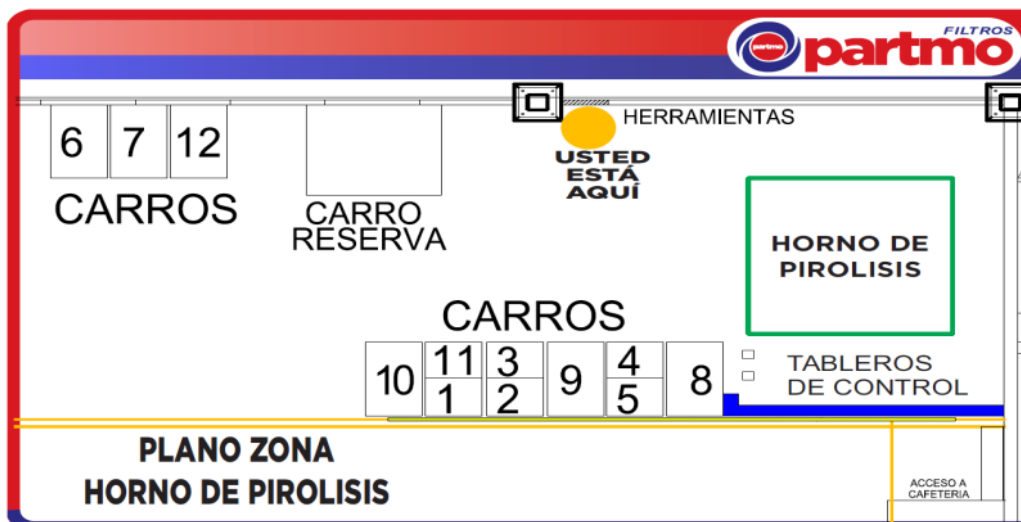 FILTROS
partmo
partmo
HERRAMIENTAS
6 7 12
USTED
ESTÁ
AQUÍ
CARROS
CARRO
RESERVA
HORNO DE
PIROLISIS
CARROS
10 11 3 9 4 8
1 2 5
TABLEROS
DE CONTROL
PLANO ZONA
HORNO DE PIROLISIS
ACCESO A
CAFETERIA